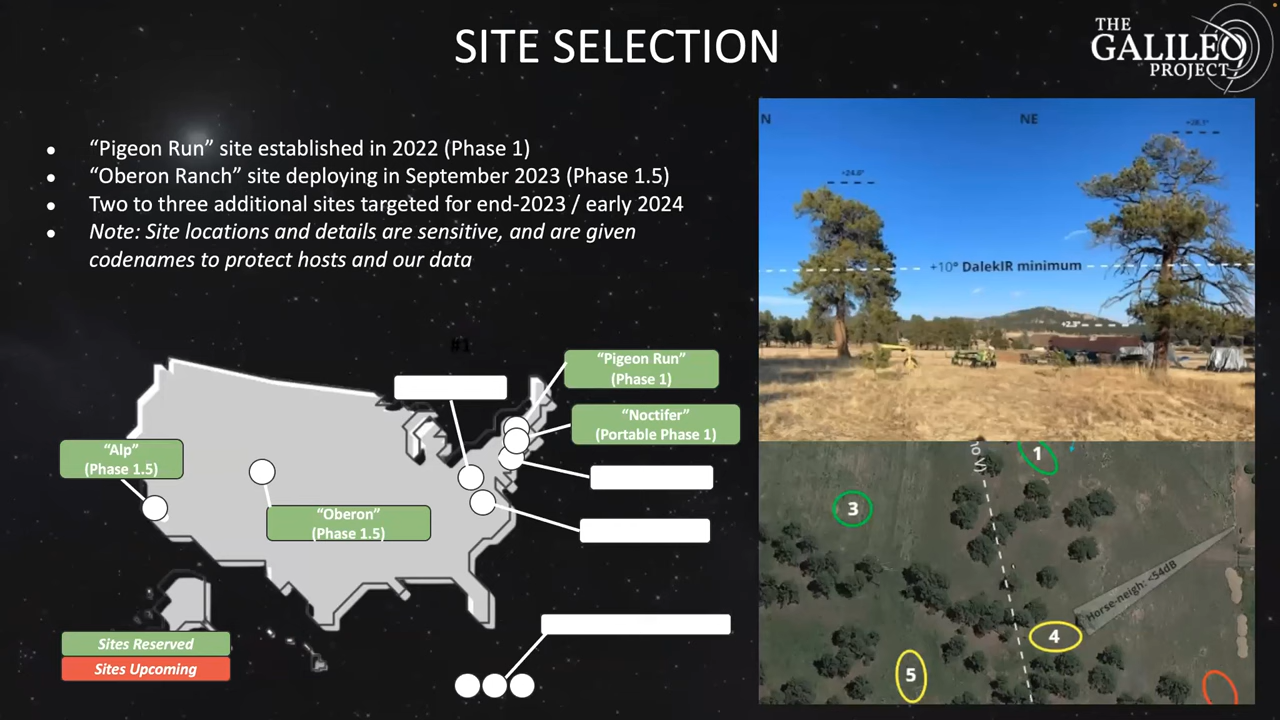 SITE SELECTION
THE
GALILEO
PROJECT
“Pigeon Run” site established in 2022 (Phase 1)
“Oberon Ranch” site deploying in September 2023 (Phase 1.5)
Two to three additional sites targeted for end-2023 / early 2024
Note: Site locations and details are sensitive, and are given
codenames to protect hosts and our data
N
NE
+10° DalekIR minimum
#1
“Pigeon Run”
(Phase 1)
“Noctifer”
(Portable Phase 1)
“Alp”
(Phase 1.5)
“Oberon”
(Phase 1.5)
Sites Reserved
Sites Upcoming
1
3
Horse-neigh: <54dB
4
5